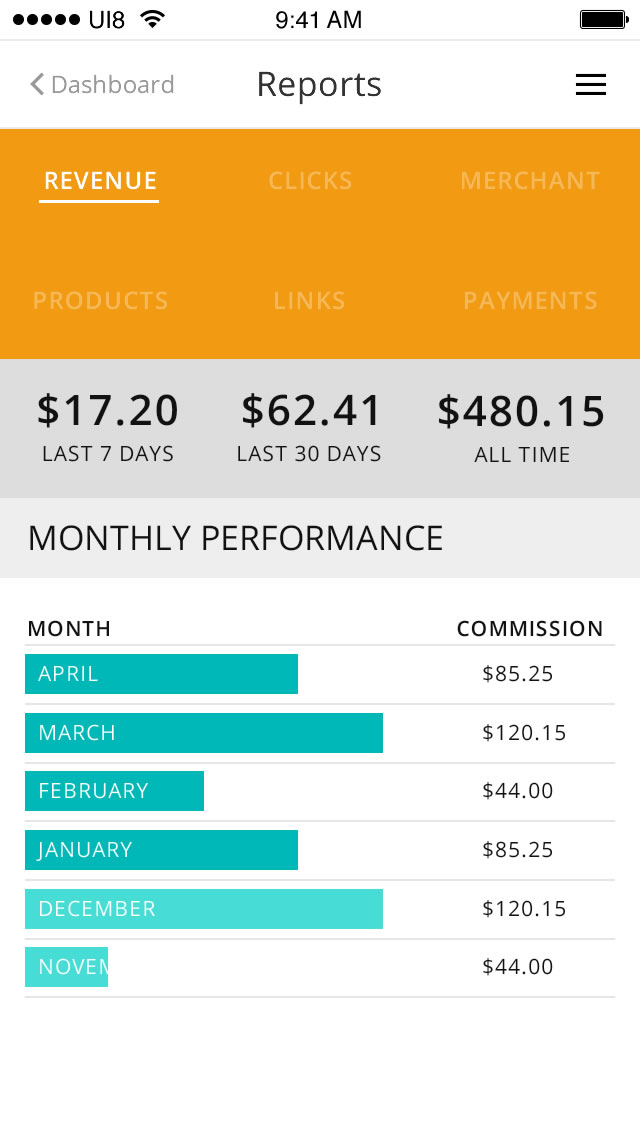 UI8 9:41 AM
Dashboard Reports
REVENUE CLICKS MERCHANT
PRODUCTS LINKS PAYMENTS
$17.20 $62.41 $480.15
LAST 7 DAYS LAST 30 DAYS ALL TIME
MONTHLY PERFORMANCE
MONTH COMMISSION
APRIL $85.25
MARCH $120.15
FEBRUARY $44.00
JANUARY $85.25
DECEMBER $120.15
NOVEM $44.00